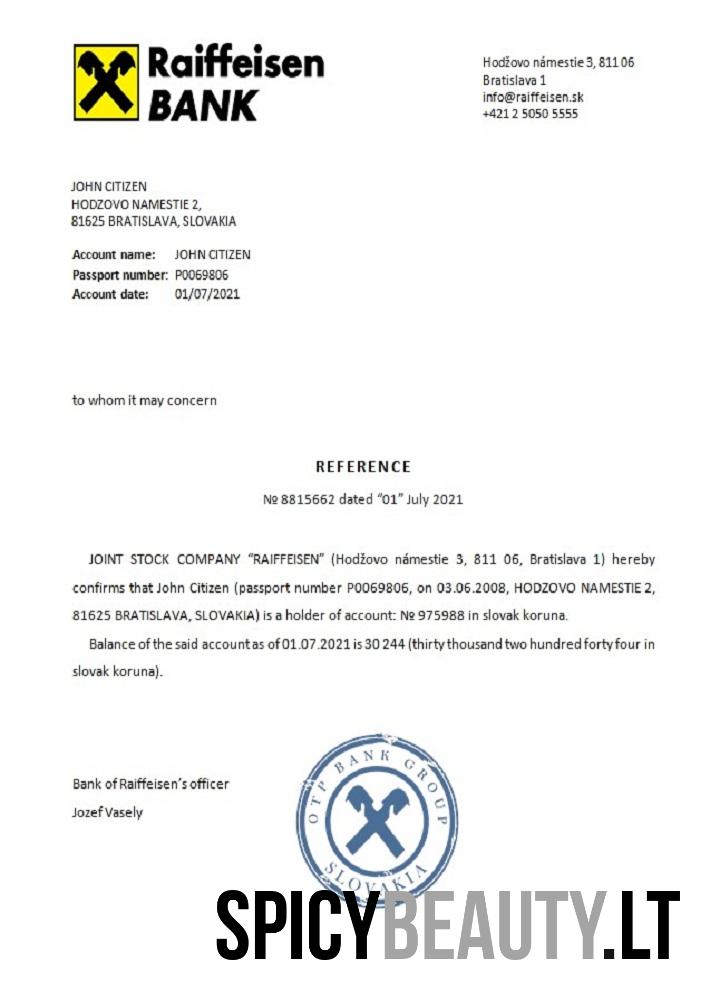 Raiffeisen
BANK
Hodžovo námestie 3, 811 06
Bratislava 1
info@raiffeisen.sk
+421 2 5050 5555
JOHN CITIZEN
HODZOVO NAMESTIE 2,
81625 BRATISLAVA, SLOVAKIA
Account name: JOHN CITIZEN
Passport number: P0069806
Account date: 01/07/2021
to whom it may concern
REFERENCE
№ 8815662 dated “01” July 2021
JOINT STOCK COMPANY “RAIFFEISEN” (Hodžovo námestie 3, 811 06, Bratislava 1) hereby
confirms that John Citizen (passport number P0069806, on 03.06.2008, HODZOVO NAMESTIE 2,
81625 BRATISLAVA, SLOVAKIA) is a holder of account: № 975988 in slovak koruna.
Balance of the said account as of 01.07.2021 is 30 244 (thirty thousand two hundred forty four in
slovak koruna).
Bank of Raiffeisen’s officer
Jozef Vasely
OTP BANK GROUP
SLOVAKIA
SPICYBEAUTY.LT